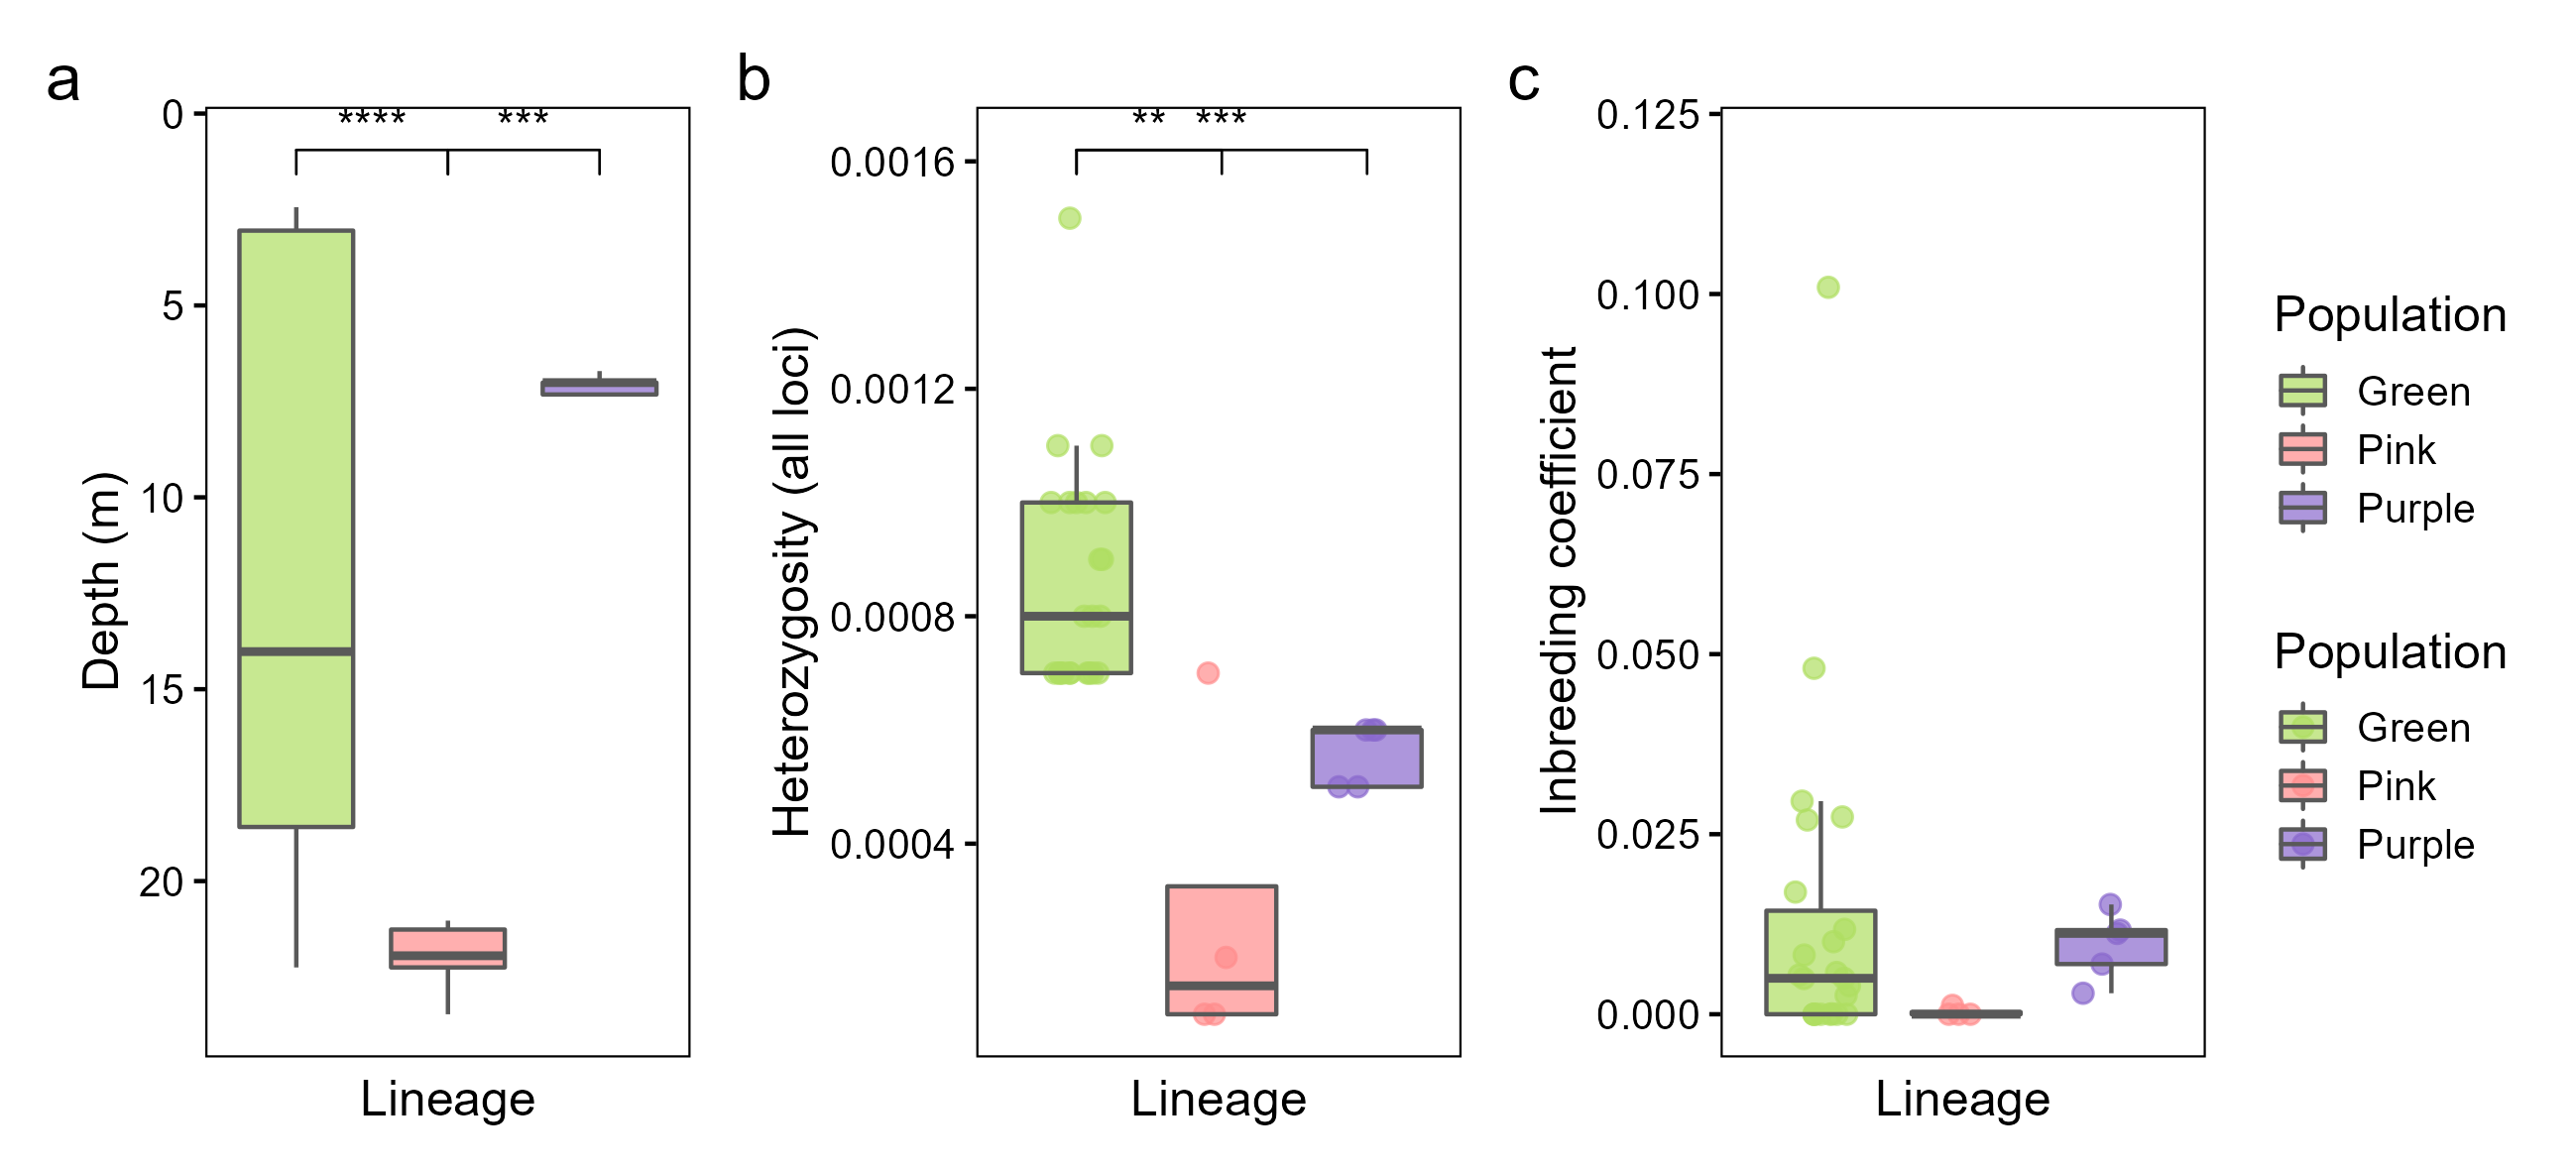 a
0
5
10
15
20
Depth (m)
**** ***
Lineage
b
0.0016
0.0012
0.0008
0.0004
Heterozygosity (all loci)
** ***
Lineage
c
0.125
0.100
0.075
0.050
0.025
0.000
Inbreeding coefficient
Lineage
Population
Green
Pink
Purple
Population
Green
Pink
Purple